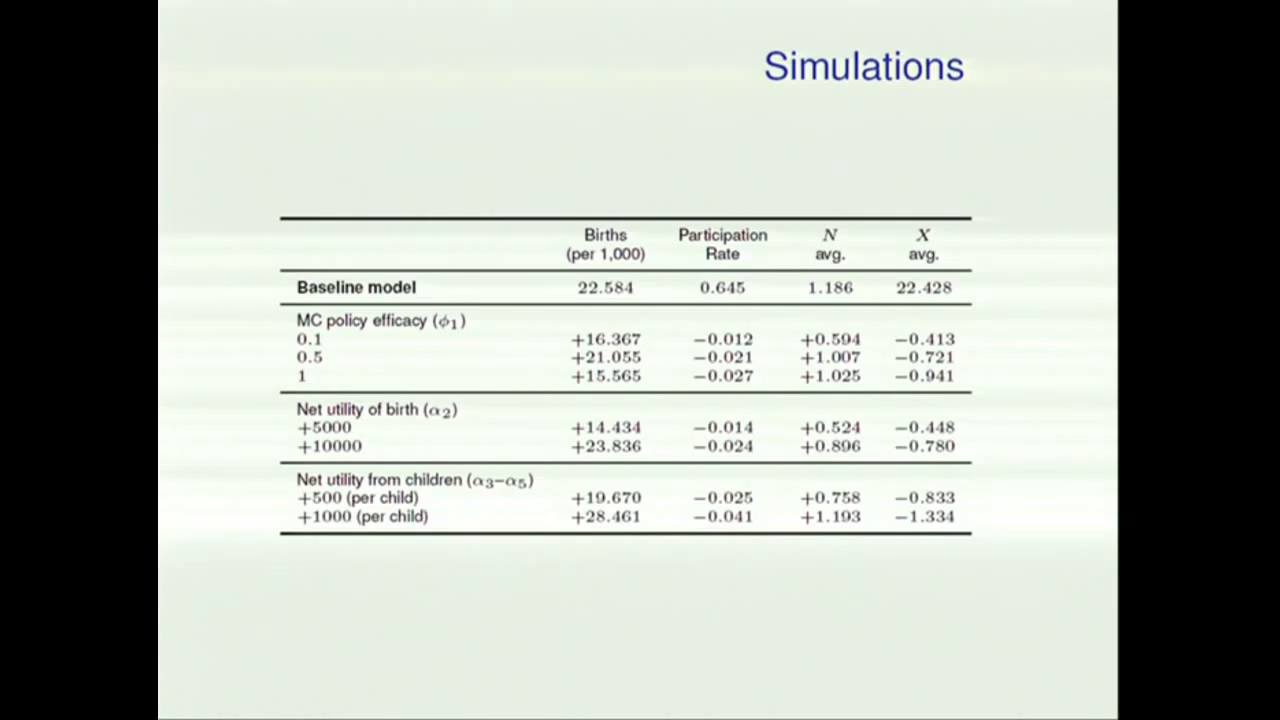 Simulations
Births Participation N X
(per 1,000) Rate avg. avg.
Baseline model 22.584 0.645 1.186 22.428
MC policy efficacy (ϕ₁)
0.1 +16.367 −0.012 +0.594 −0.413
0.5 +21.055 −0.021 +1.007 −0.721
1 +15.565 −0.027 +1.025 −0.941
Net utility of birth (α₂)
+5000 +14.434 −0.014 +0.524 −0.448
+10000 +23.836 −0.024 +0.896 −0.780
Net utility from children (α₃–α₅)
+500 (per child) +19.670 −0.025 +0.758 −0.833
+1000 (per child) +28.461 −0.041 +1.193 −1.334